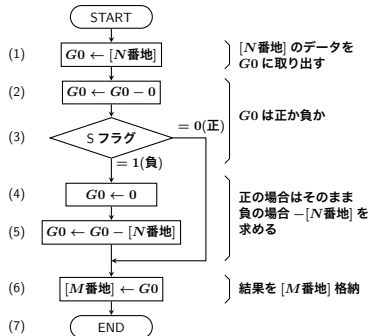 START
(1) G0 ← [N番地]
[N番地] のデータを
G0 に取り出す
(2) G0 ← G0 − 0
G0 は正か負か
(3) S フラグ
= 0(正)
= 1(負)
(4) G0 ← 0
(5) G0 ← G0 − [N番地]
正の場合はそのまま
負の場合 −[N番地] を
求める
(6) [M番地] ← G0
結果を [M番地] 格納
(7) END